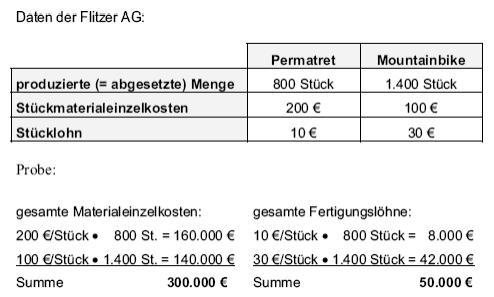 Daten der Flitzer AG:
Permatret Mountainbike
produzierte (= abgesetzte) Menge 800 Stück 1.400 Stück
Stückmaterialeinzelkosten 200 € 100 €
Stücklohn 10 € 30 €
Probe:
gesamte Materialeinzelkosten: gesamte Fertigungslöhne:
200 €/Stück • 800 St. = 160.000 € 10 €/Stück • 800 Stück = 8.000 €
100 €/Stück • 1.400 St. = 140.000 € 30 €/Stück • 1.400 Stück = 42.000 €
Summe 300.000 € Summe 50.000 €